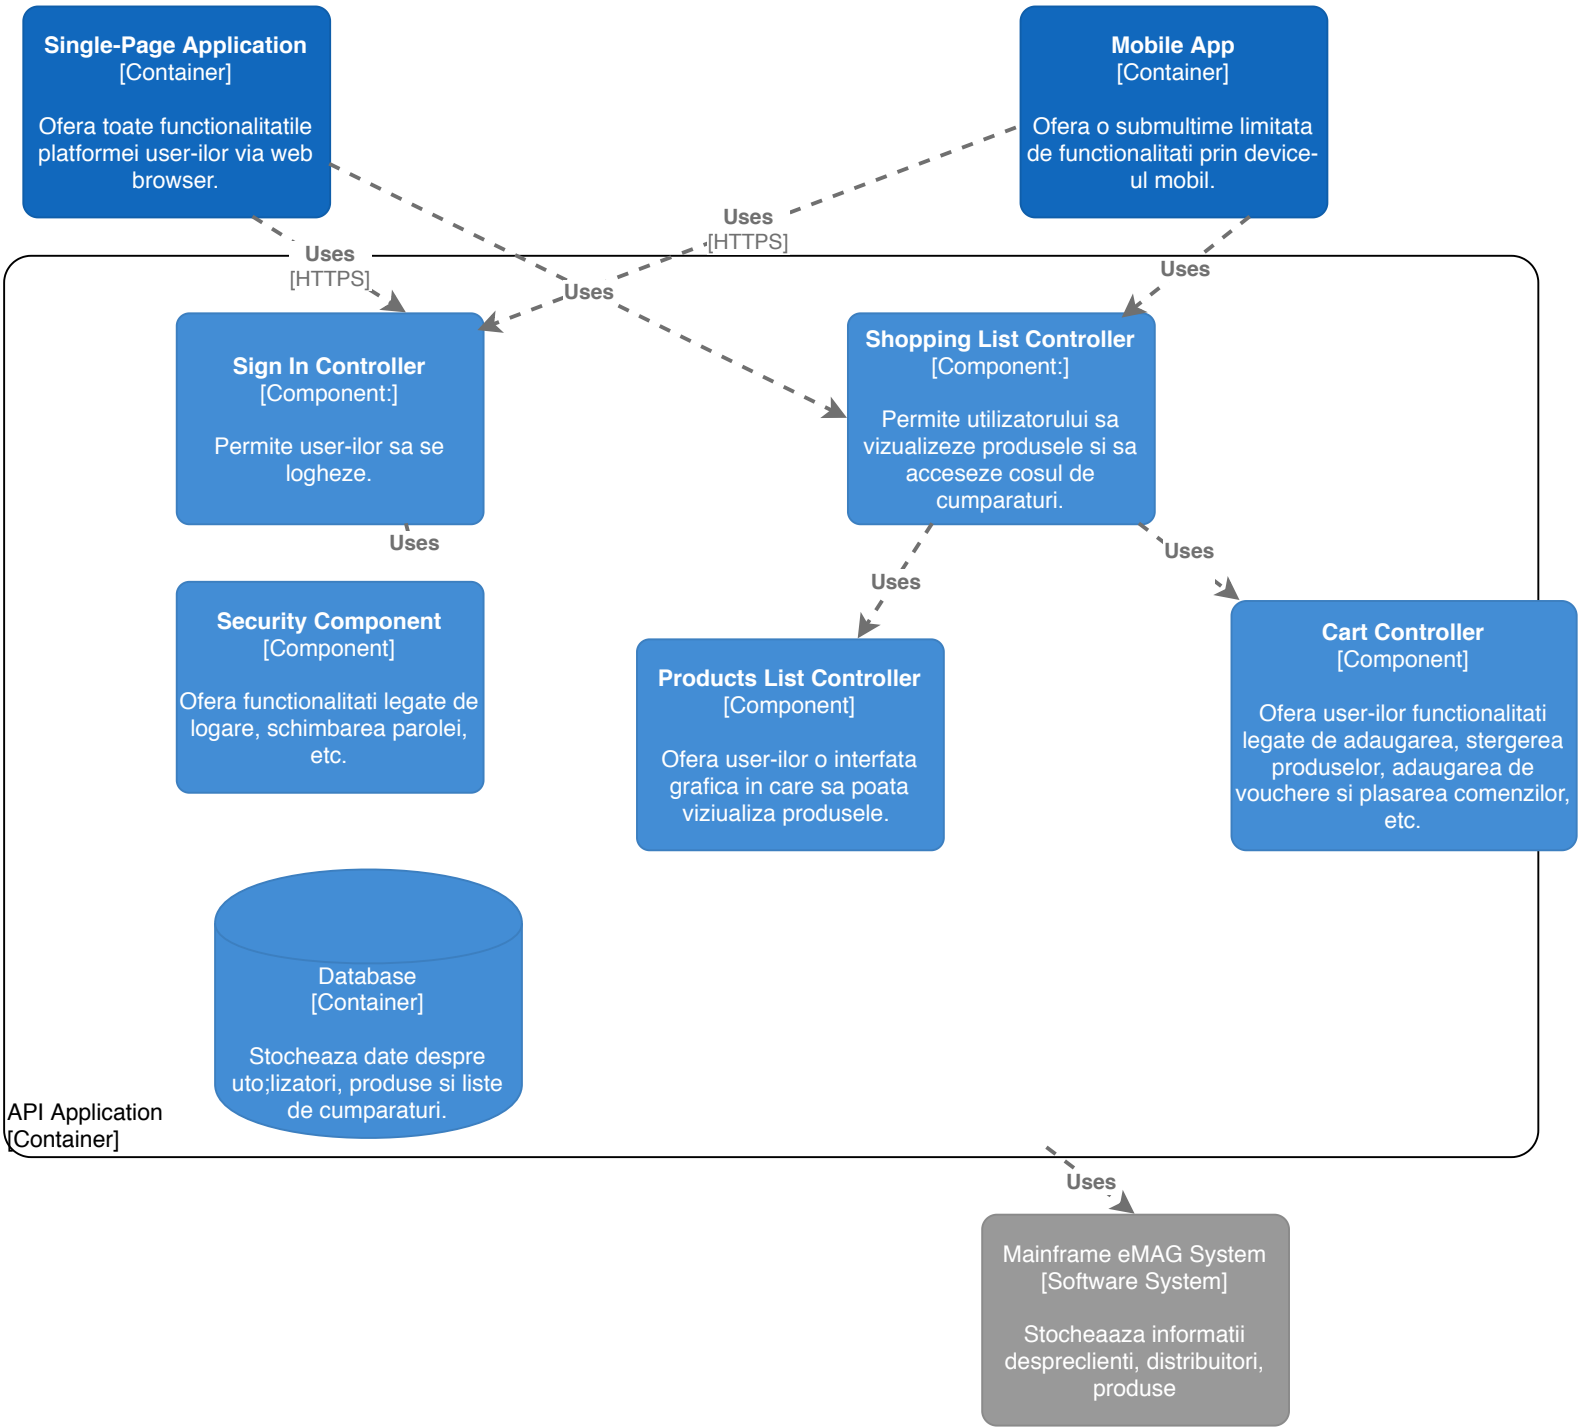 Single-Page Application
[Container]
Ofera toate functionalitatile
platformei user-ilor via web
browser.
Mobile App
[Container]
Ofera o submultime limitata
de functionalitati prin device-
ul mobil.
Uses
[HTTPS]
Uses
[HTTPS]
Uses
Uses
Sign In Controller
[Component:]
Permite user-ilor sa se
logheze.
Shopping List Controller
[Component:]
Permite utilizatorului sa
vizualizeze produsele si sa
acceseze cosul de
cumparaturi.
Uses
Uses
Uses
Security Component
[Component]
Ofera functionalitati legate de
logare, schimbarea parolei,
etc.
Products List Controller
[Component]
Ofera user-ilor o interfata
grafica in care sa poata
viziualiza produsele.
Cart Controller
[Component]
Ofera user-ilor functionalitati
legate de adaugarea, stergerea
produselor, adaugarea de
vouchere si plasarea comenzilor,
etc.
Database
[Container]
Stocheaza date despre
uto;lizatori, produse si liste
de cumparaturi.
API Application
[Container]
Uses
Mainframe eMAG System
[Software System]
Stocheaaza informatii
despreclienti, distribuitori,
produse